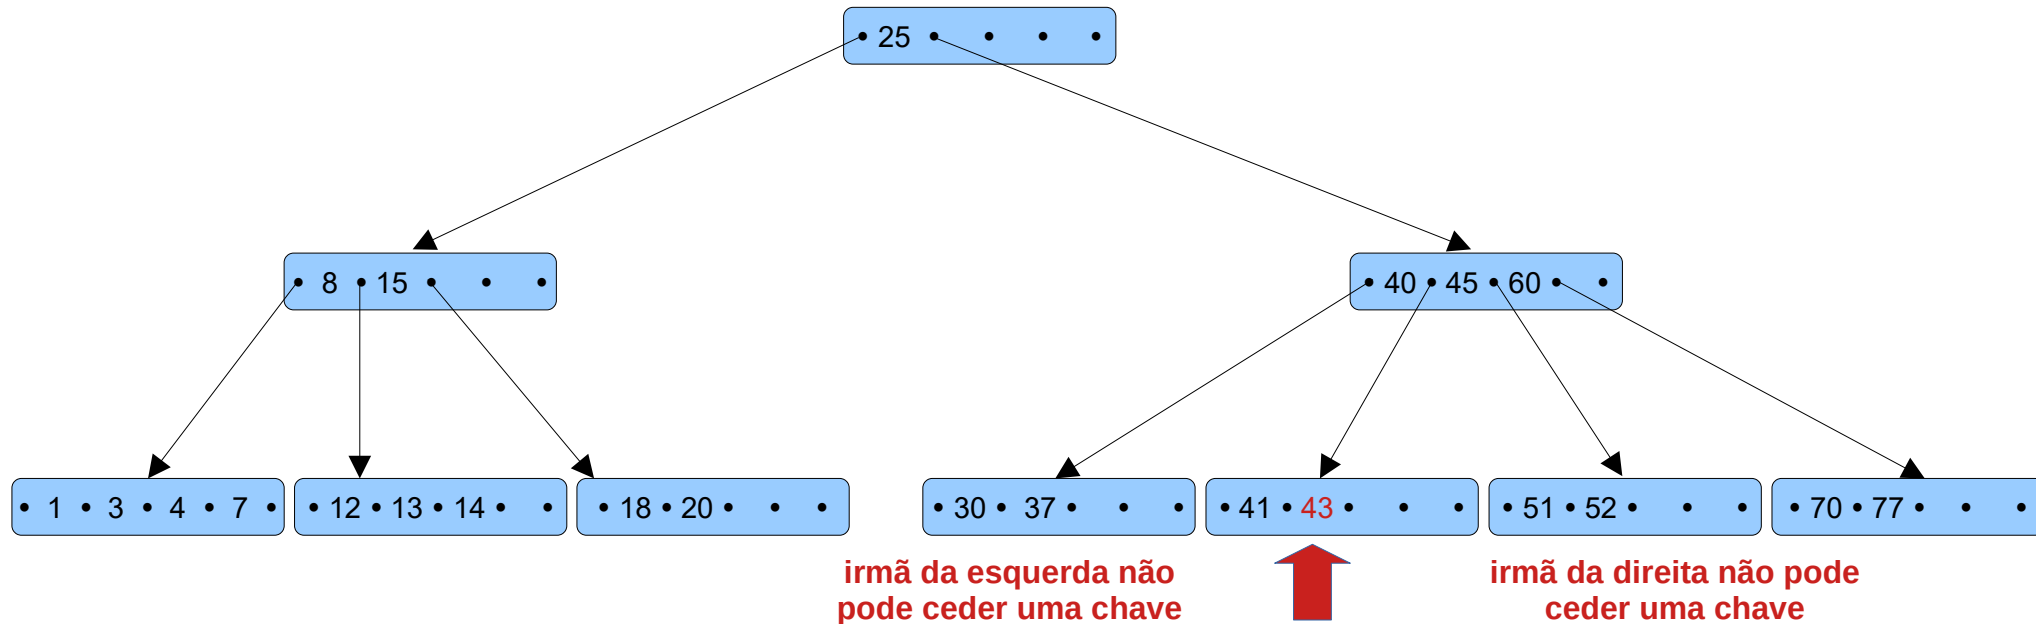 • 25 • • • •
• 8 • 15 • • •
• 40 • 45 • 60 • •
• 1 • 3 • 4 • 7 •
• 12 • 13 • 14 • •
• 18 • 20 • • •
• 30 • 37 • • •
• 41 • 43 • • •
• 51 • 52 • • •
• 70 • 77 • • •
irmã da esquerda não
pode ceder uma chave
irmã da direita não pode
ceder uma chave